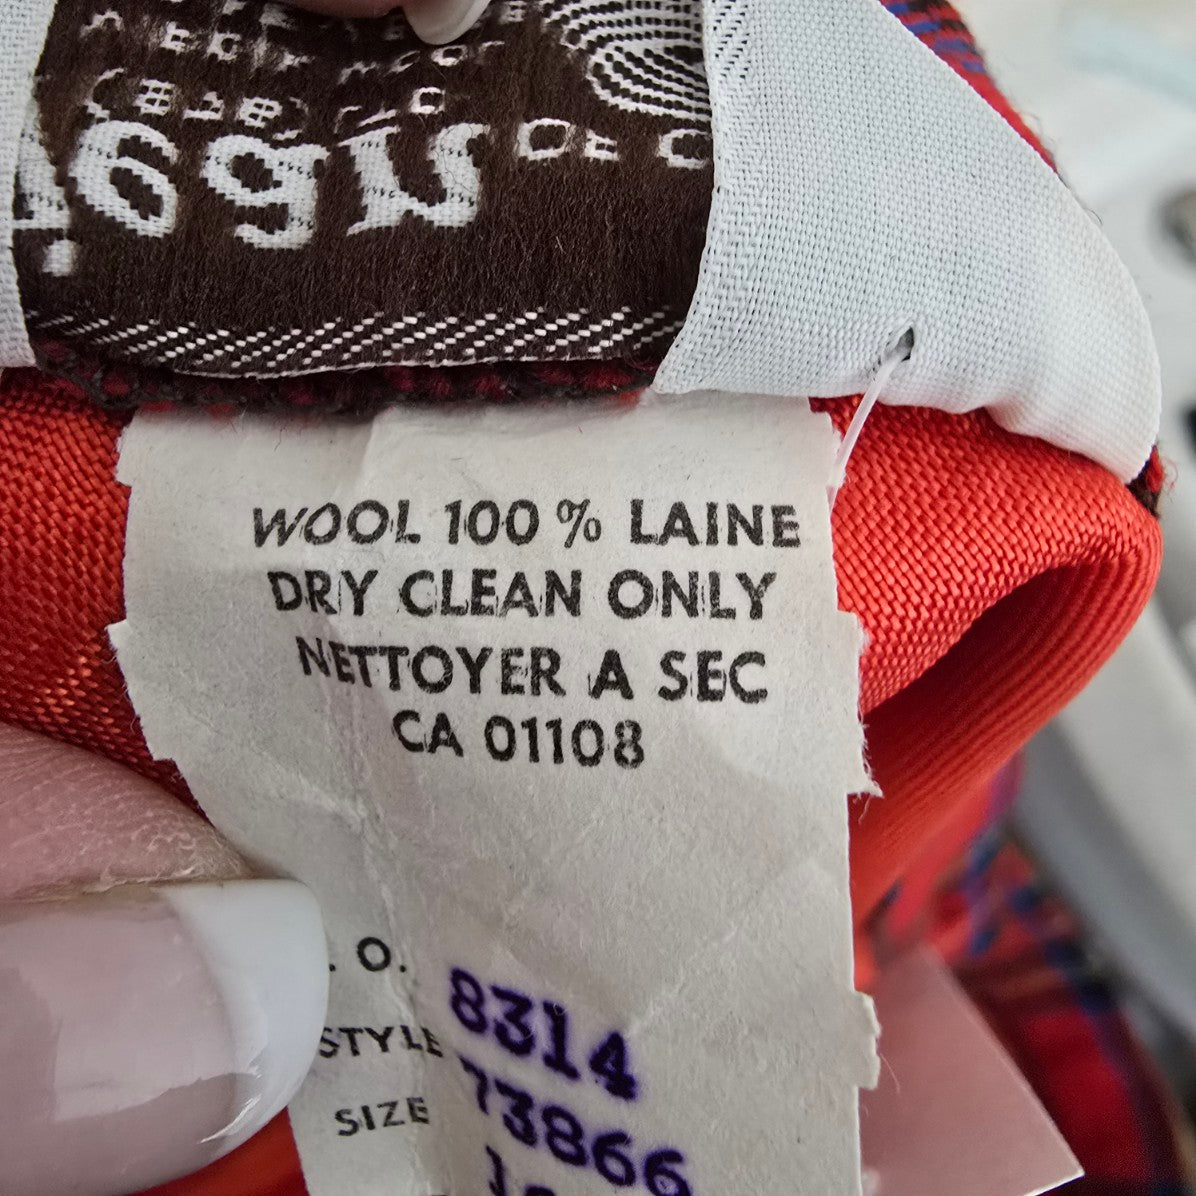 WOOL 100 % LAINE
DRY CLEAN ONLY
NETTOYER A SEC
CA 01108
. O. 8314
STYLE 73866
SIZE